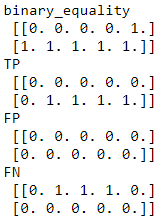 binary_equality
[[0. 0. 0. 0. 1.]
[1. 1. 1. 1. 1.]]
TP
[[0. 0. 0. 0. 0.]
[0. 1. 1. 1. 1.]]
FP
[[0. 0. 0. 0. 0.]
[0. 0. 0. 0. 0.]]
FN
[[0. 1. 1. 1. 0.]
[0. 0. 0. 0. 0.]]